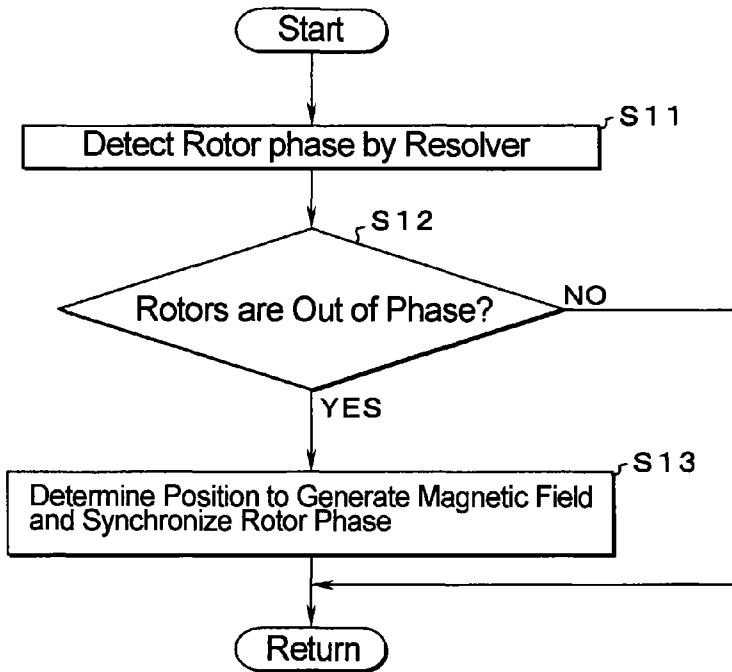 Start
S11
Detect Rotor phase by Resolver
S12
Rotors are Out of Phase?
NO
YES
S13
Determine Position to Generate Magnetic Field
and Synchronize Rotor Phase
Return